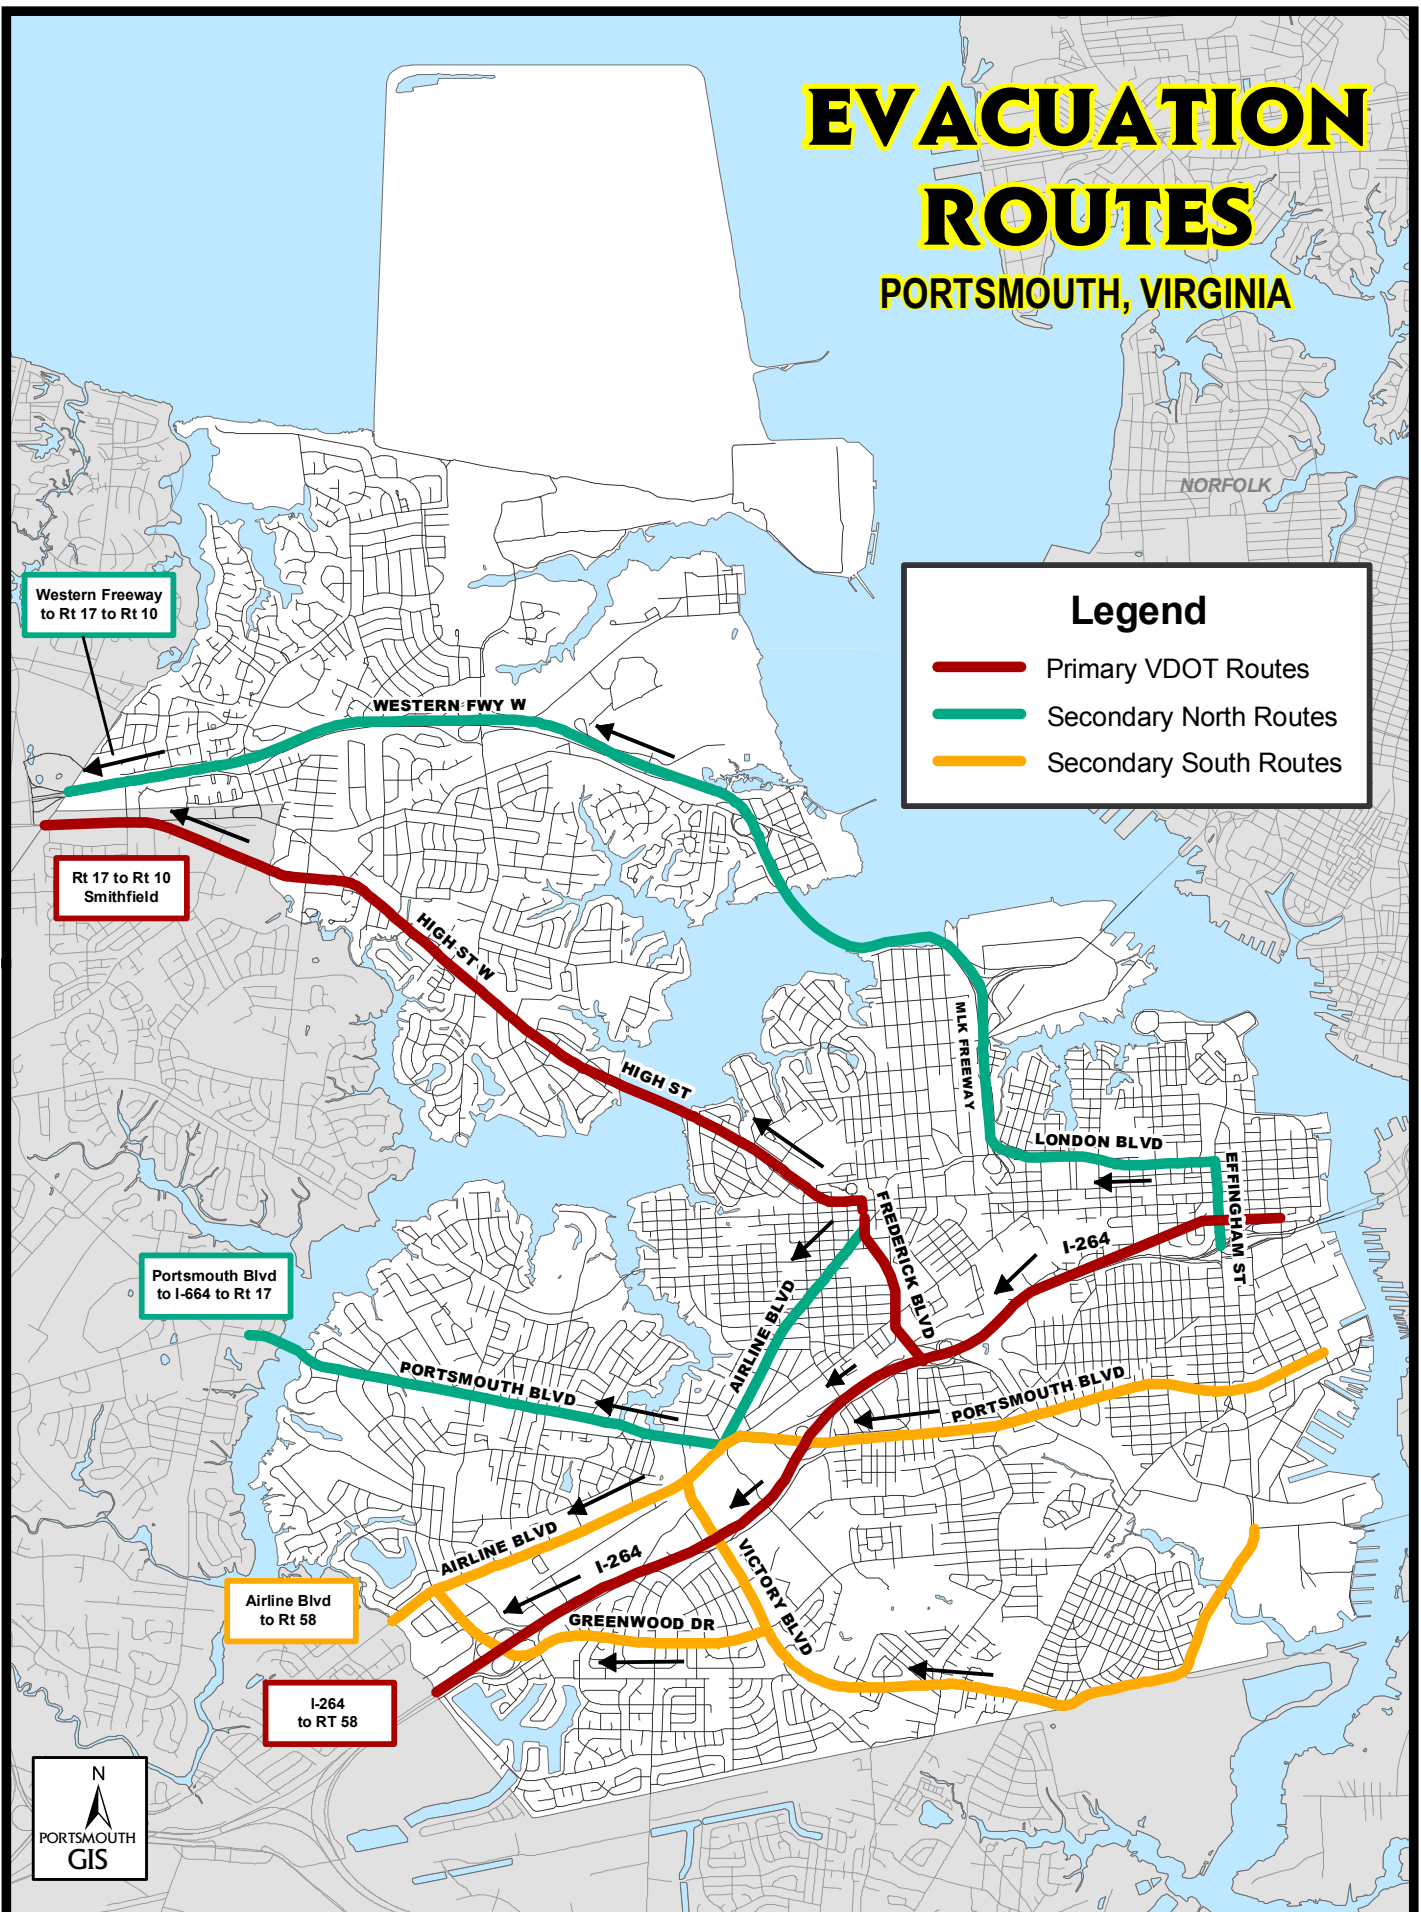 EVACUATION
ROUTES
PORTSMOUTH, VIRGINIA
NORFOLK
Legend
Primary VDOT Routes
Secondary North Routes
Secondary South Routes
Western Freeway
to Rt 17 to Rt 10
WESTERN FWY W
Rt 17 to Rt 10
Smithfield
HIGH ST W
MLK FREEWAY
HIGH ST
LONDON BLVD
EFFINGHAM ST
FREDERICK BLVD
I-264
Portsmouth Blvd
to I-664 to Rt 17
AIRLINE BLVD
PORTSMOUTH BLVD
PORTSMOUTH BLVD
AIRLINE BLVD
I-264
VICTORY BLVD
Airline Blvd
to Rt 58
GREENWOOD DR
I-264
to RT 58
N
PORTSMOUTH
GIS